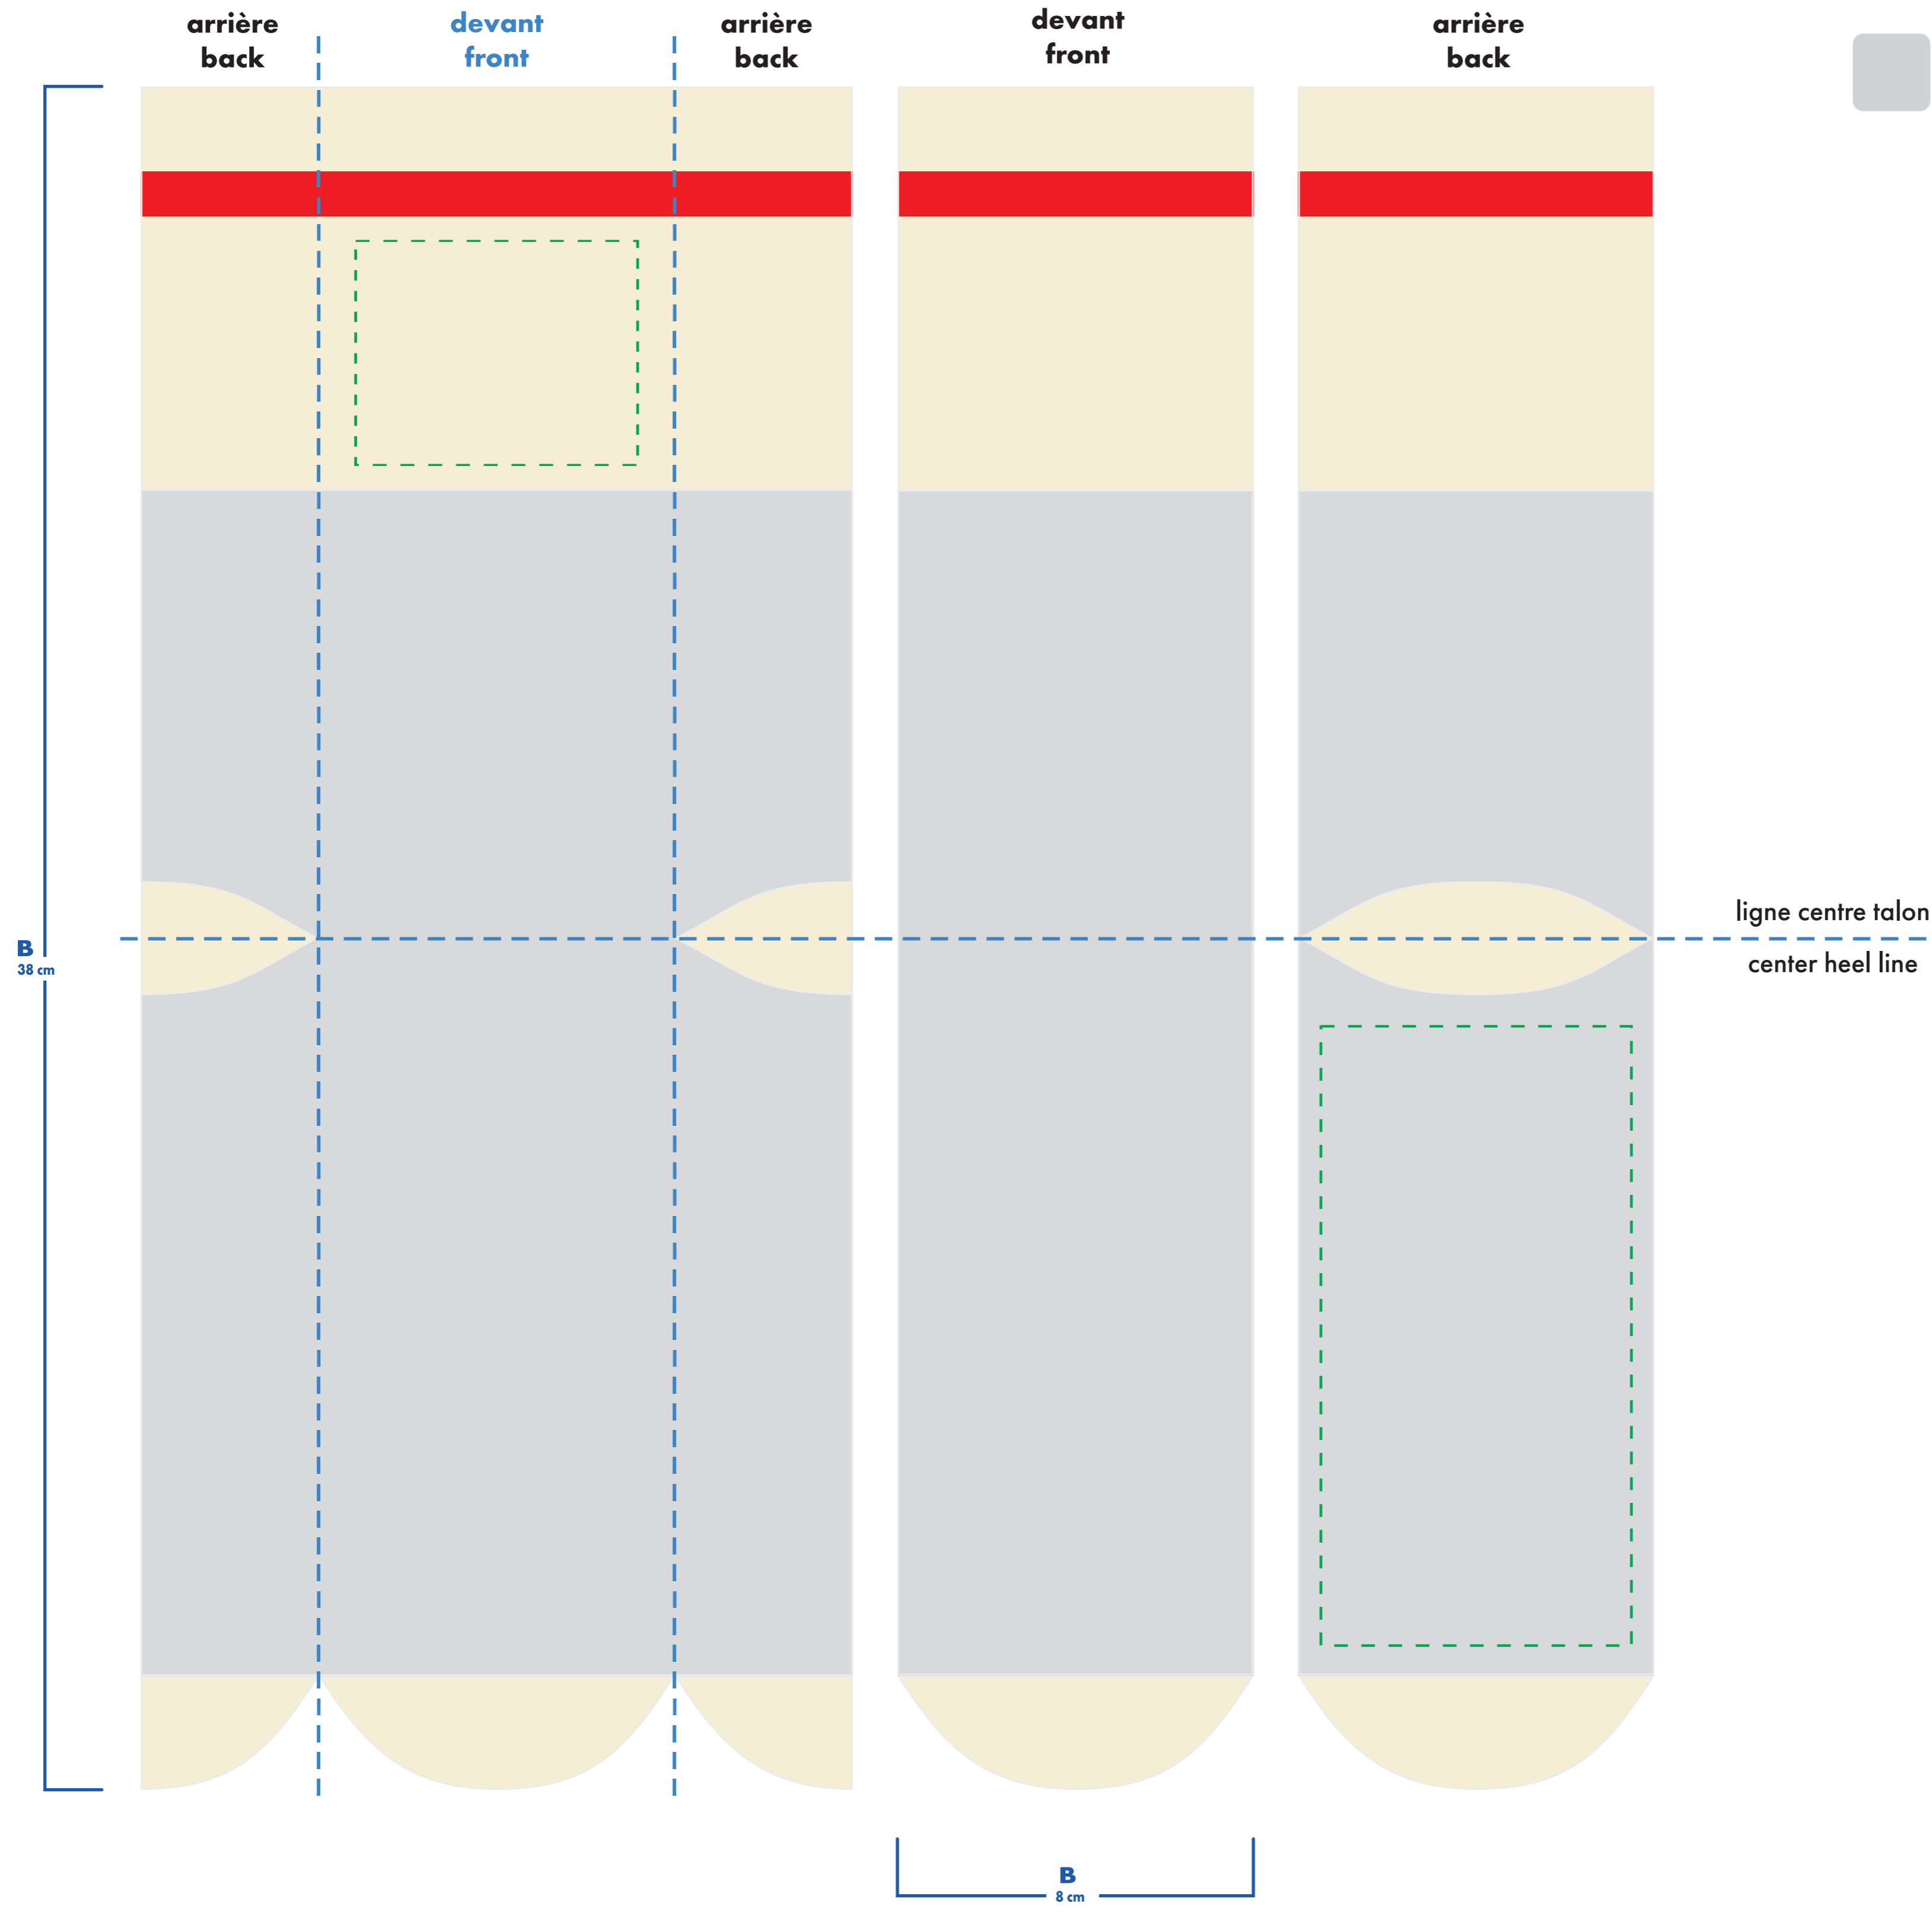 arrière
back
devant
front
arrière
back
devant
front
arrière
back
ligne centre talon
center heel line
B
38 cm
B
8 cm